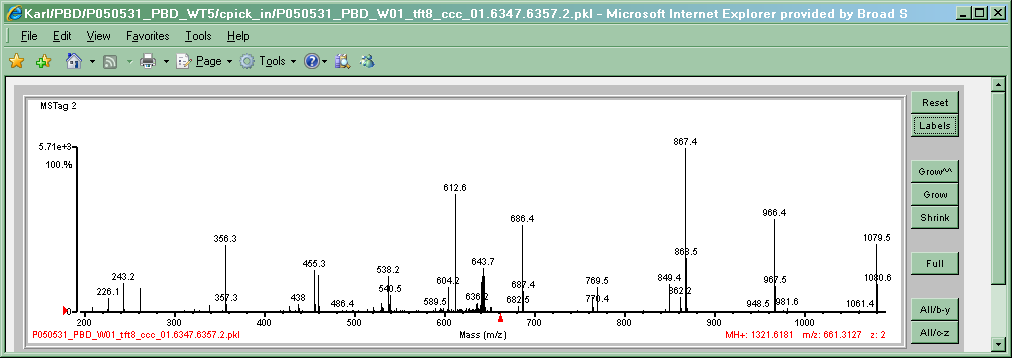 Karl/PBD/P050531_PBD_WT5/cpick_in/P050531_PBD_W01_tft8_ccc_01.6347.6357.2.pkl – Microsoft Internet Explorer provided by Broad S
File Edit View Favorites Tools Help
Page Tools
MSTag 2
5.71e+3
100.%
226.1
243.2
356.3
357.3
438
455.3
486.4
538.2
540.5
589.5
604.2
612.6
636.2
643.7
682.5
686.4
687.4
769.5
770.4
849.4
862.2
867.4
868.5
948.5
966.4
967.5
981.6
1061.4
1079.5
1080.6
200 300 400 500 600 700 800 900 1000
P050531_PBD_W01_tft8_ccc_01.6347.6357.2.pkl Mass (m/z) MH+: 1321.6181 m/z: 661.3127 z: 2
Reset
Labels
Grow^^
Grow
Shrink
Full
All/b-y
All/c-z